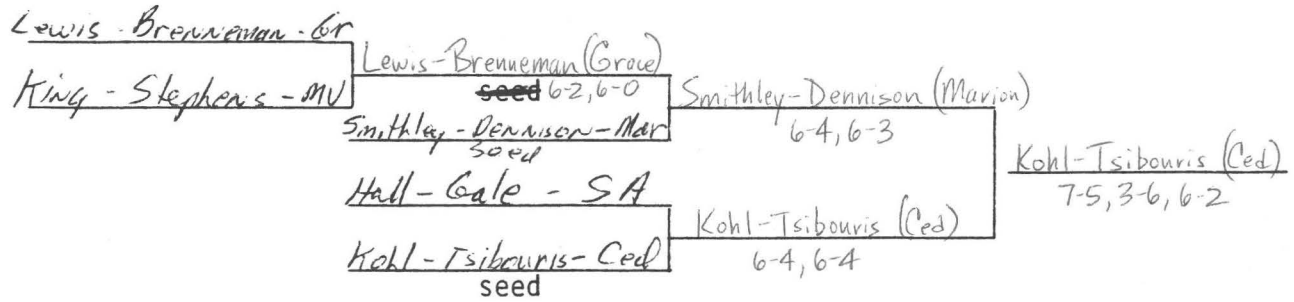 Lewis - Brenneman - Gr
Lewis-Brenneman (Grove)
King - Stephens - MV
seed 6-2, 6-0
Smithley-Dennison (Marion)
Smithley-Dennison-Mar
6-4, 6-3
seed
Kohl-Tsibouris (Ced)
Hall - Gale - SA
7-5, 3-6, 6-2
Kohl-Tsibouris (Ced)
Kohl-Tsibouris-Ced
6-4, 6-4
seed